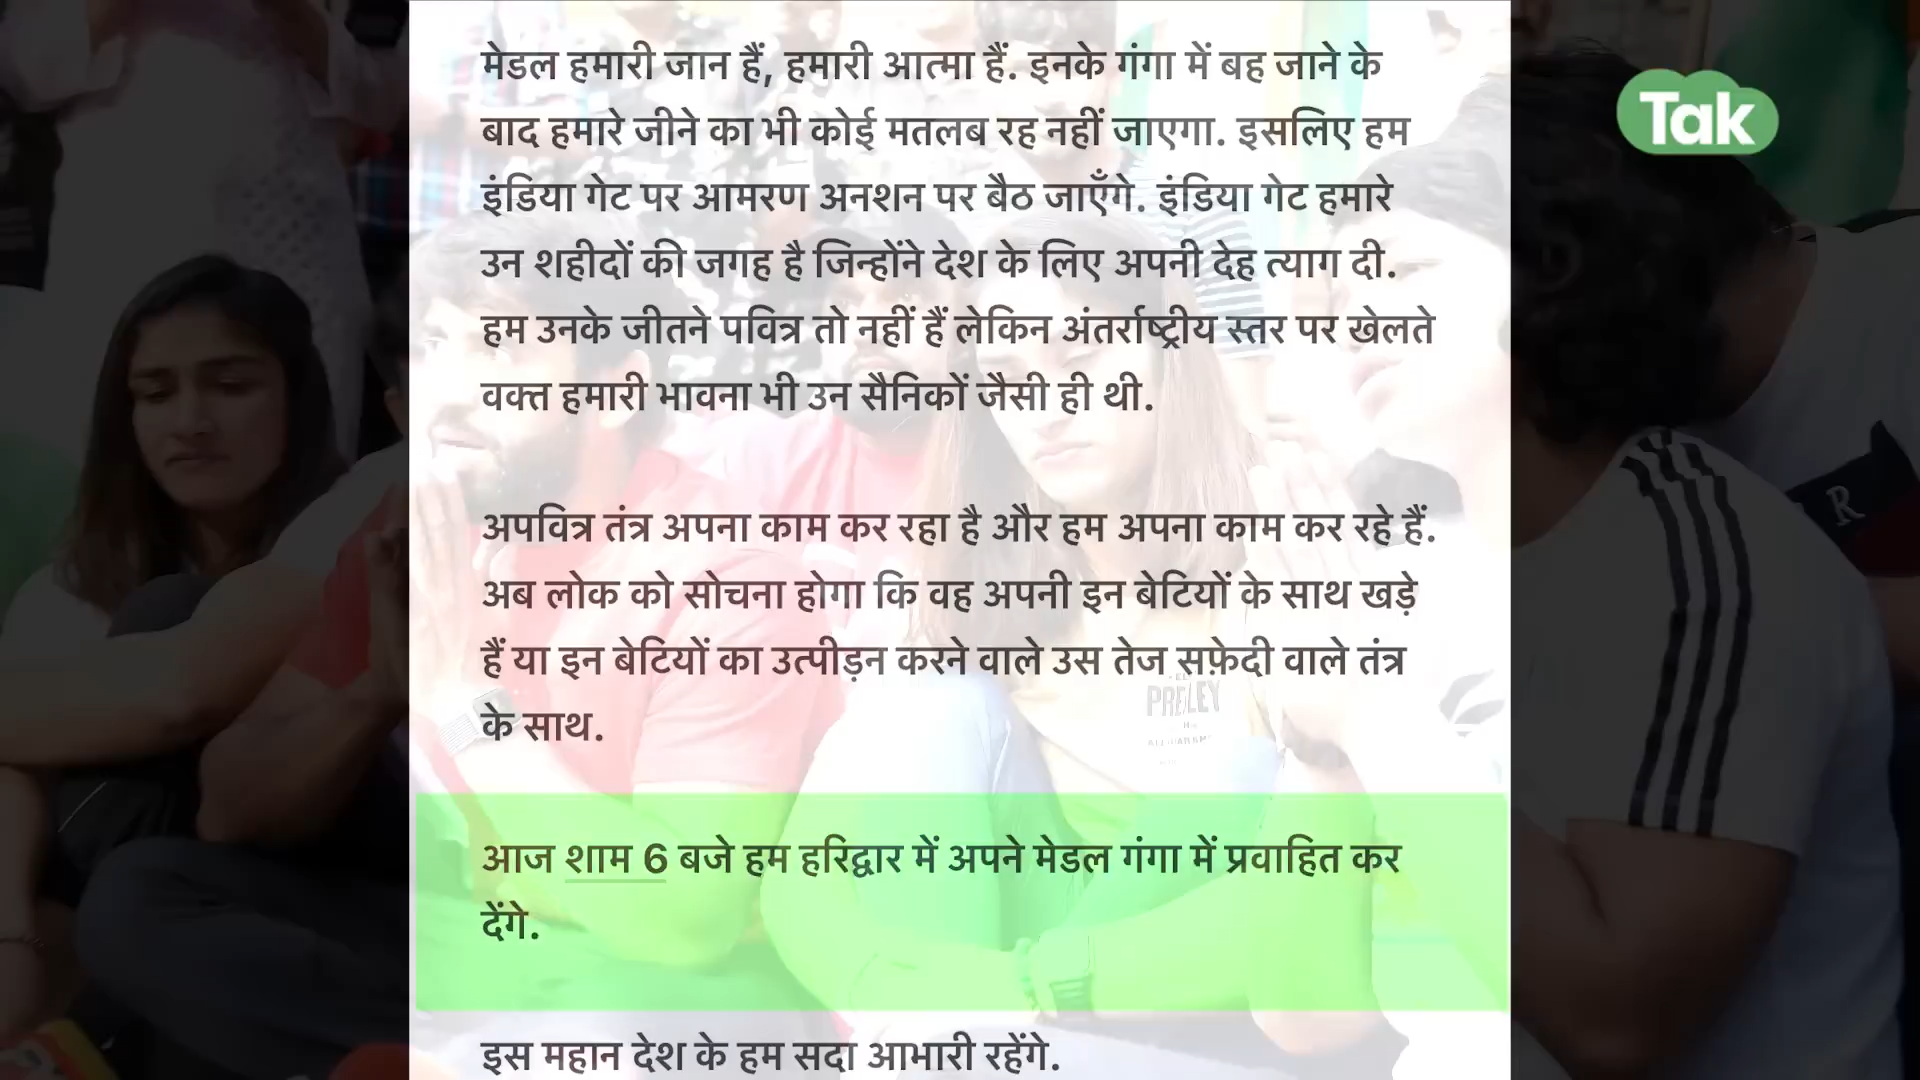 मेडल हमारी जान हैं, हमारी आत्मा हैं. इनके गंगा में बह जाने के
बाद हमारे जीने का भी कोई मतलब रह नहीं जाएगा. इसलिए हम
इंडिया गेट पर आमरण अनशन पर बैठ जाएँगे. इंडिया गेट हमारे
उन शहीदों की जगह है जिन्होंने देश के लिए अपनी देह त्याग दी.
हम उनके जीतने पवित्र तो नहीं हैं लेकिन अंतर्राष्ट्रीय स्तर पर खेलते
वक्त हमारी भावना भी उन सैनिकों जैसी ही थी.
अपवित्र तंत्र अपना काम कर रहा है और हम अपना काम कर रहे हैं.
अब लोक को सोचना होगा कि वह अपनी इन बेटियों के साथ खड़े
हैं या इन बेटियों का उत्पीड़न करने वाले उस तेज सफ़ेदी वाले तंत्र
के साथ.
आज शाम 6 बजे हम हरिद्वार में अपने मेडल गंगा में प्रवाहित कर
देंगे.
इस महान देश के हम सदा आभारी रहेंगे.
Tak
R